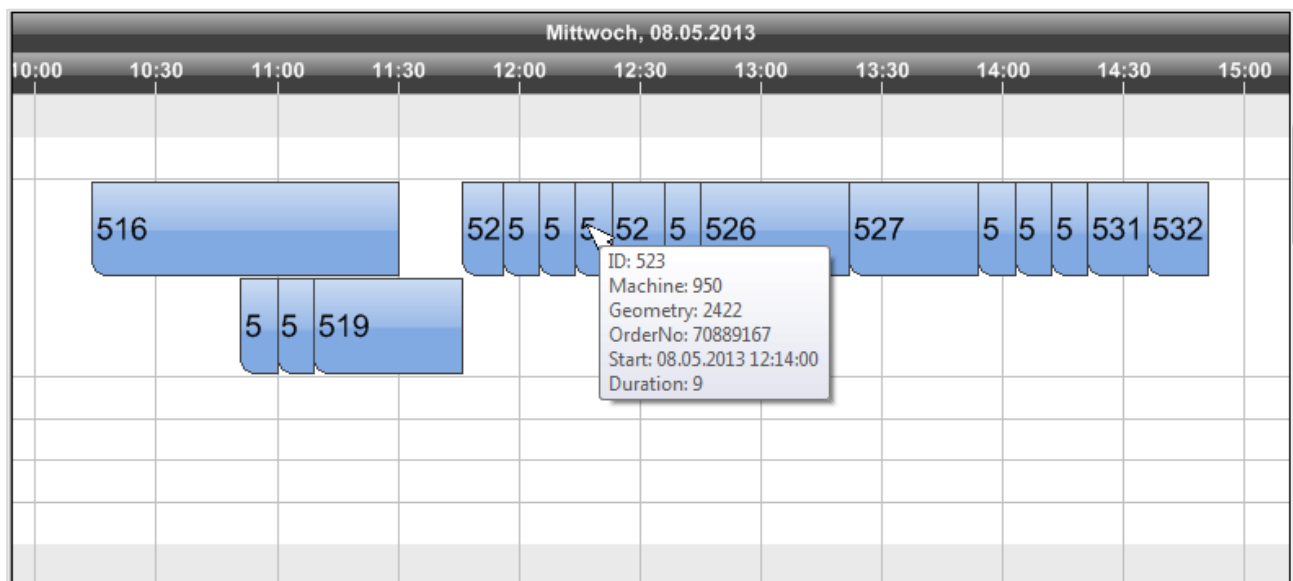 Mittwoch, 08.05.2013
10:00 10:30 11:00 11:30 12:00 12:30 13:00 13:30 14:00 14:30 15:00
516 52 5 5 5 52 5 526 527 5 5 5 531 532
ID: 523
Machine: 950
Geometry: 2422
5 5 519
OrderNo: 70889167
Start: 08.05.2013 12:14:00
Duration: 9